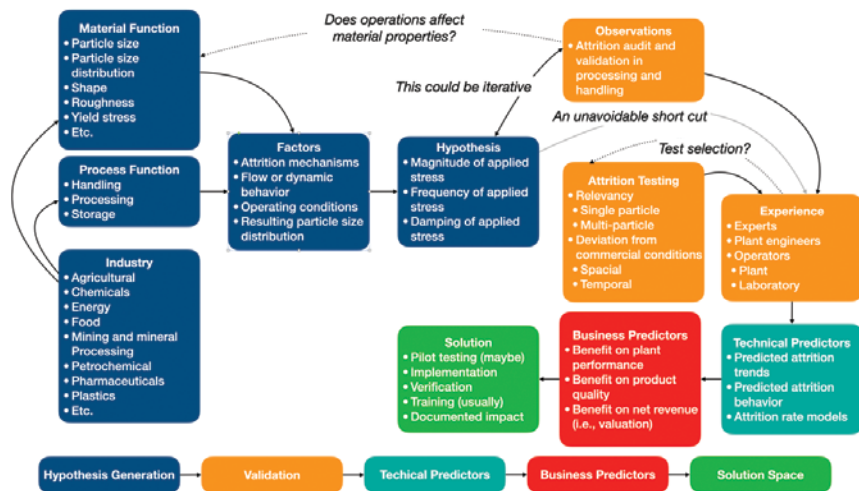 Material Function
• Particle size
• Particle size
distribution
• Shape
• Roughness
• Yield stress
• Etc.
Does operations affect
material properties?
Observations
• Attrition audit and
validation in
processing and
handling
This could be iterative
An unavoidable short cut
Test selection?
Process Function
• Handling
• Processing
• Storage
Factors
• Attrition mechanisms
• Flow or dynamic
behavior
• Operating conditions
• Resulting particle size
distribution
Hypothesis
• Magnitude of applied
stress
• Frequency of applied
stress
• Damping of applied
stress
Attrition Testing
• Relevancy
• Single particle
• Multi-particle
• Deviation from
commercial conditions
• Spacial
• Temporal
Experience
• Experts
• Plant engineers
• Operators
• Plant
• Laboratory
Industry
• Agricultural
• Chemicals
• Energy
• Food
• Mining and mineral
Processing
• Petrochemical
• Pharmaceuticals
• Plastics
• Etc.
Solution
• Pilot testing (maybe)
• Implementation
• Verification
• Training (usually)
• Documented impact
Business Predictors
• Benefit on plant
performance
• Benefit on product
quality
• Benefit on net revenue
(i.e., valuation)
Technical Predictors
• Predicted attrition
trends
• Predicted attrition
behavior
• Attrition rate models
Hypothesis Generation
Validation
Techical Predictors
Business Predictors
Solution Space